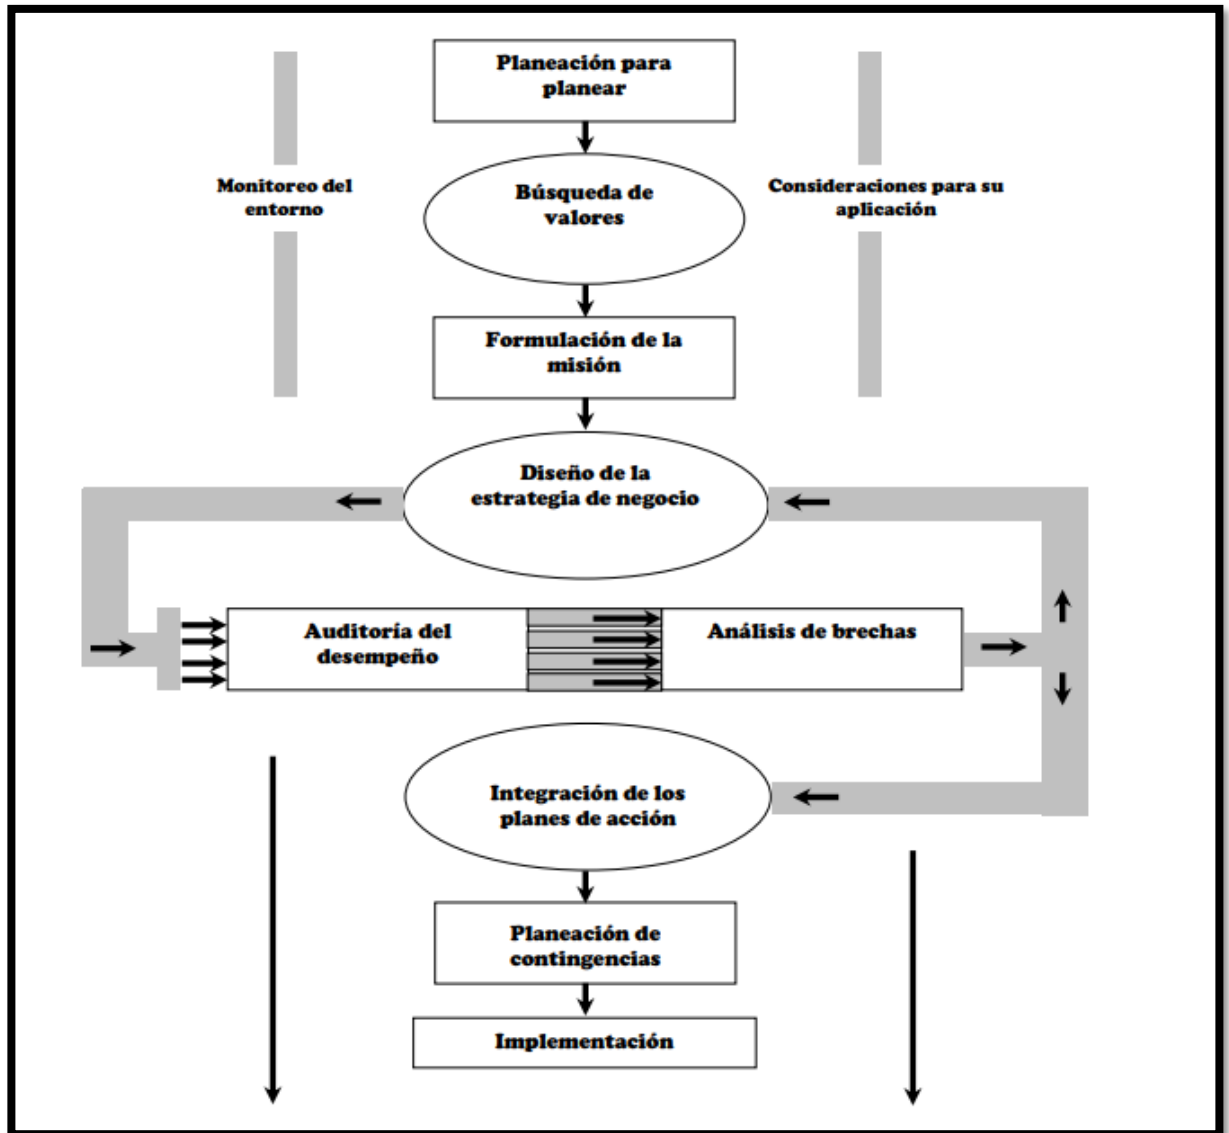 Planeación para
planear
Monitoreo del
entorno
Búsqueda de
valores
Consideraciones para su
aplicación
Formulación de la
misión
Diseño de la
estrategia de negocio
Auditoría del
desempeño
Análisis de brechas
Integración de los
planes de acción
Planeación de
contingencias
Implementación